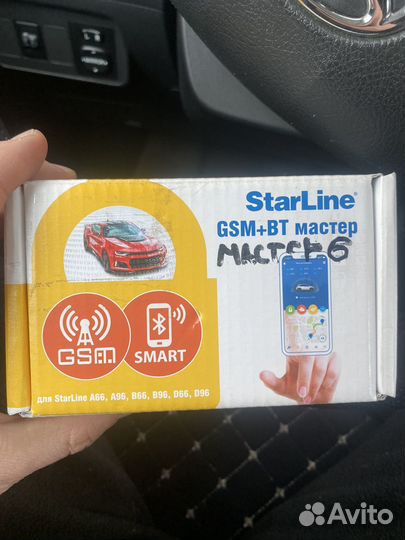 StarLine®
GSM+BT мастер
МАСТЕР 6
GSM
SMART
для StarLine A66, A96, B66, B96, D66, D96
Avito